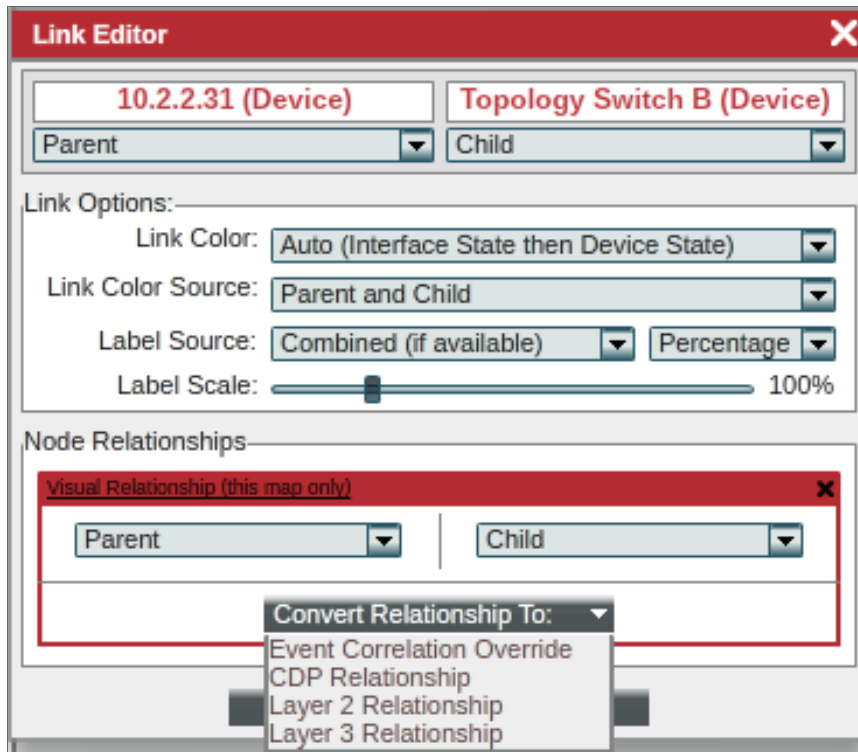 Link Editor
10.2.2.31 (Device) Topology Switch B (Device)
Parent Child
Link Options:
Link Color: Auto (Interface State then Device State)
Link Color Source: Parent and Child
Label Source: Combined (if available) Percentage
Label Scale: 100%
Node Relationships
Visual Relationship (this map only)
Parent Child
Convert Relationship To:
Event Correlation Override
CDP Relationship
Layer 2 Relationship
Layer 3 Relationship